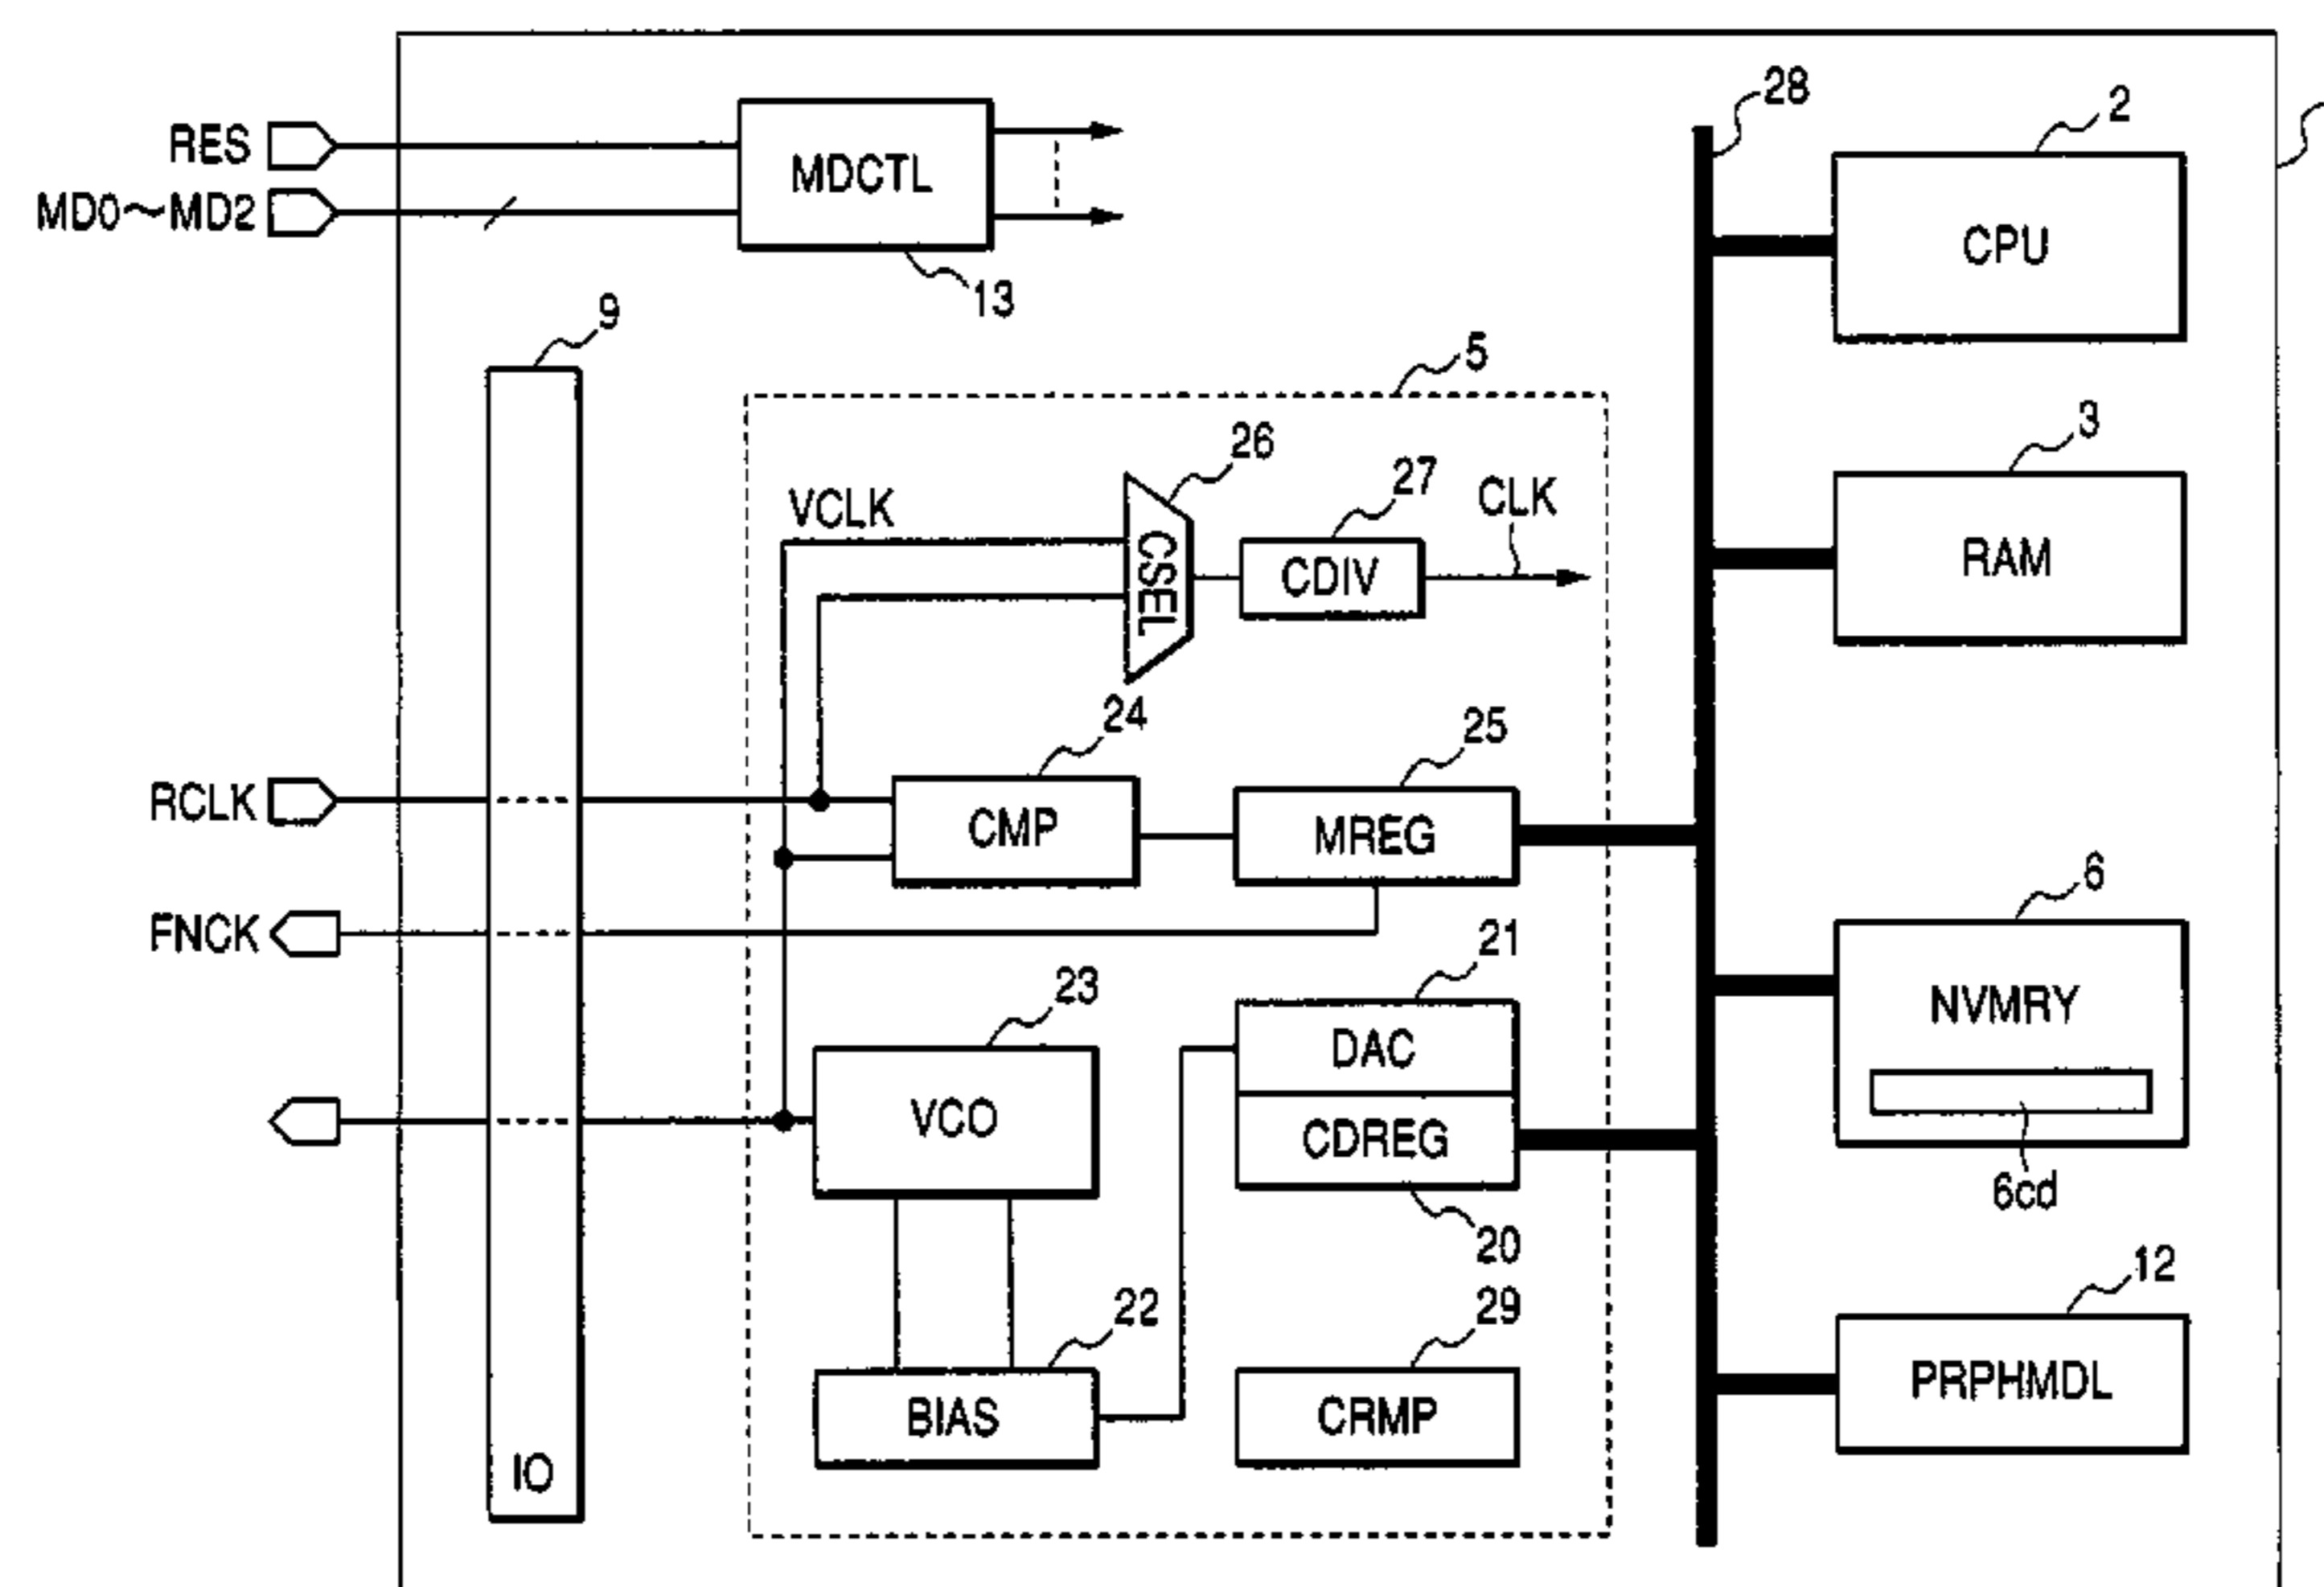 28
2
RES
MDCTL
MD0～MD2
CPU
13
9
5
3
26
27
CLK
VCLK
CSEL
CDIV
RAM
24
25
RCLK
CMP
MREG
6
FNCK
21
23
NVMRY
DAC
VCO
CDREG
6cd
20
12
22
29
PRPHMDL
BIAS
CRMP
IO